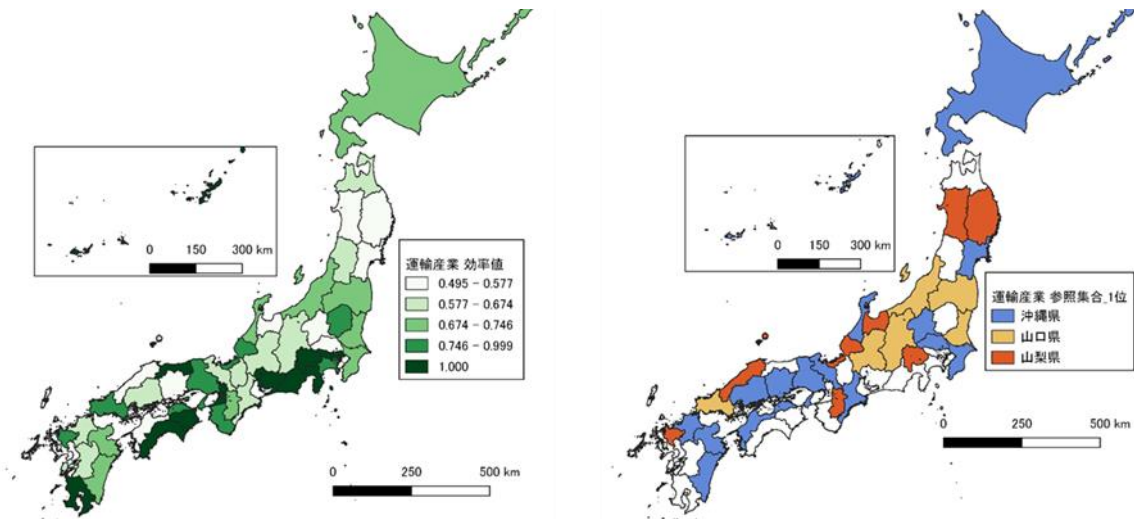 0 150 300 km
運輸産業 効率値
0.495 - 0.577
0.577 - 0.674
0.674 - 0.746
0.746 - 0.999
1.000
0 250 500 km
0 150 300 km
運輸産業 参照集合_1位
沖縄県
山口県
山梨県
0 250 500 km